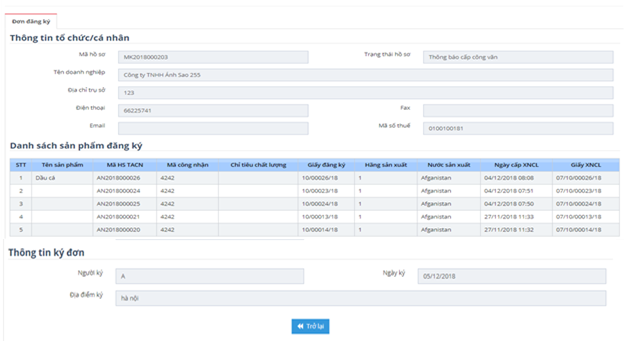 Đơn đăng ký
Thông tin tổ chức/cá nhân
Mã hồ sơ MK2018000203 Trạng thái hồ sơ Thông báo cấp công văn
Tên doanh nghiệp Công ty TNHH Ánh Sao 255
Địa chỉ trụ sở 123
Điện thoại 66225741 Fax
Email Mã số thuế 0100100181
Danh sách sản phẩm đăng ký
STT Tên sản phẩm Mã HS TACN Mã công nhận Chỉ tiêu chất lượng Giấy đăng ký Hãng sản xuất Nước sản xuất Ngày cấp XNCL Giấy XNCL
1 Dầu cá AN2018000026 4242 10/00026/18 1 Afganistan 04/12/2018 08:08 07/10/00026/18
2 AN2018000024 4242 10/00023/18 1 Afganistan 04/12/2018 07:51 07/10/00023/18
3 AN2018000025 4242 10/00024/18 1 Afganistan 04/12/2018 07:50 07/10/00024/18
4 AN2018000021 4242 10/00013/18 1 Afganistan 27/11/2018 11:33 07/10/00013/18
5 AN2018000020 4242 10/00014/18 1 Afganistan 27/11/2018 11:32 07/10/00014/18
Thông tin ký đơn
Người ký A Ngày ký 05/12/2018
Địa điểm ký hà nội
Trở lại